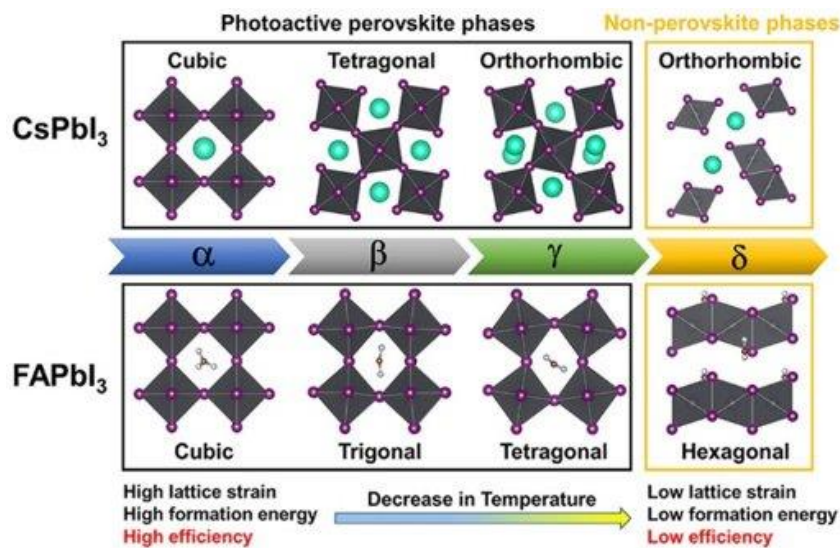 Photoactive perovskite phases
Non-perovskite phases
Cubic
Tetragonal
Orthorhombic
Orthorhombic
CsPbI₃
α
β
γ
δ
FAPbI₃
Cubic
Trigonal
Tetragonal
Hexagonal
High lattice strain
High formation energy
High efficiency
Decrease in Temperature
Low lattice strain
Low formation energy
Low efficiency